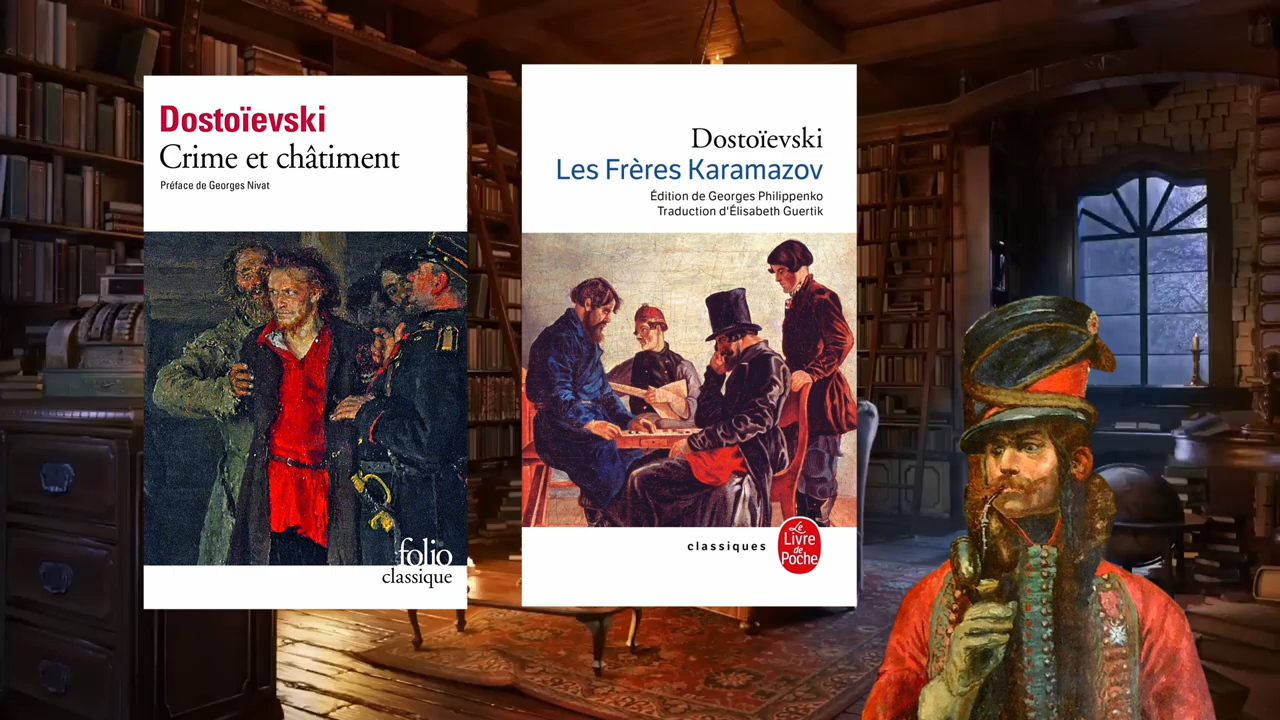 Dostoïevski
Crime et châtiment
Préface de Georges Nivat
folio
classique
Dostoïevski
Les Frères Karamazov
Édition de Georges Philippenko
Traduction d'Élisabeth Guertik
classiques
Le
Livre
de
Poche